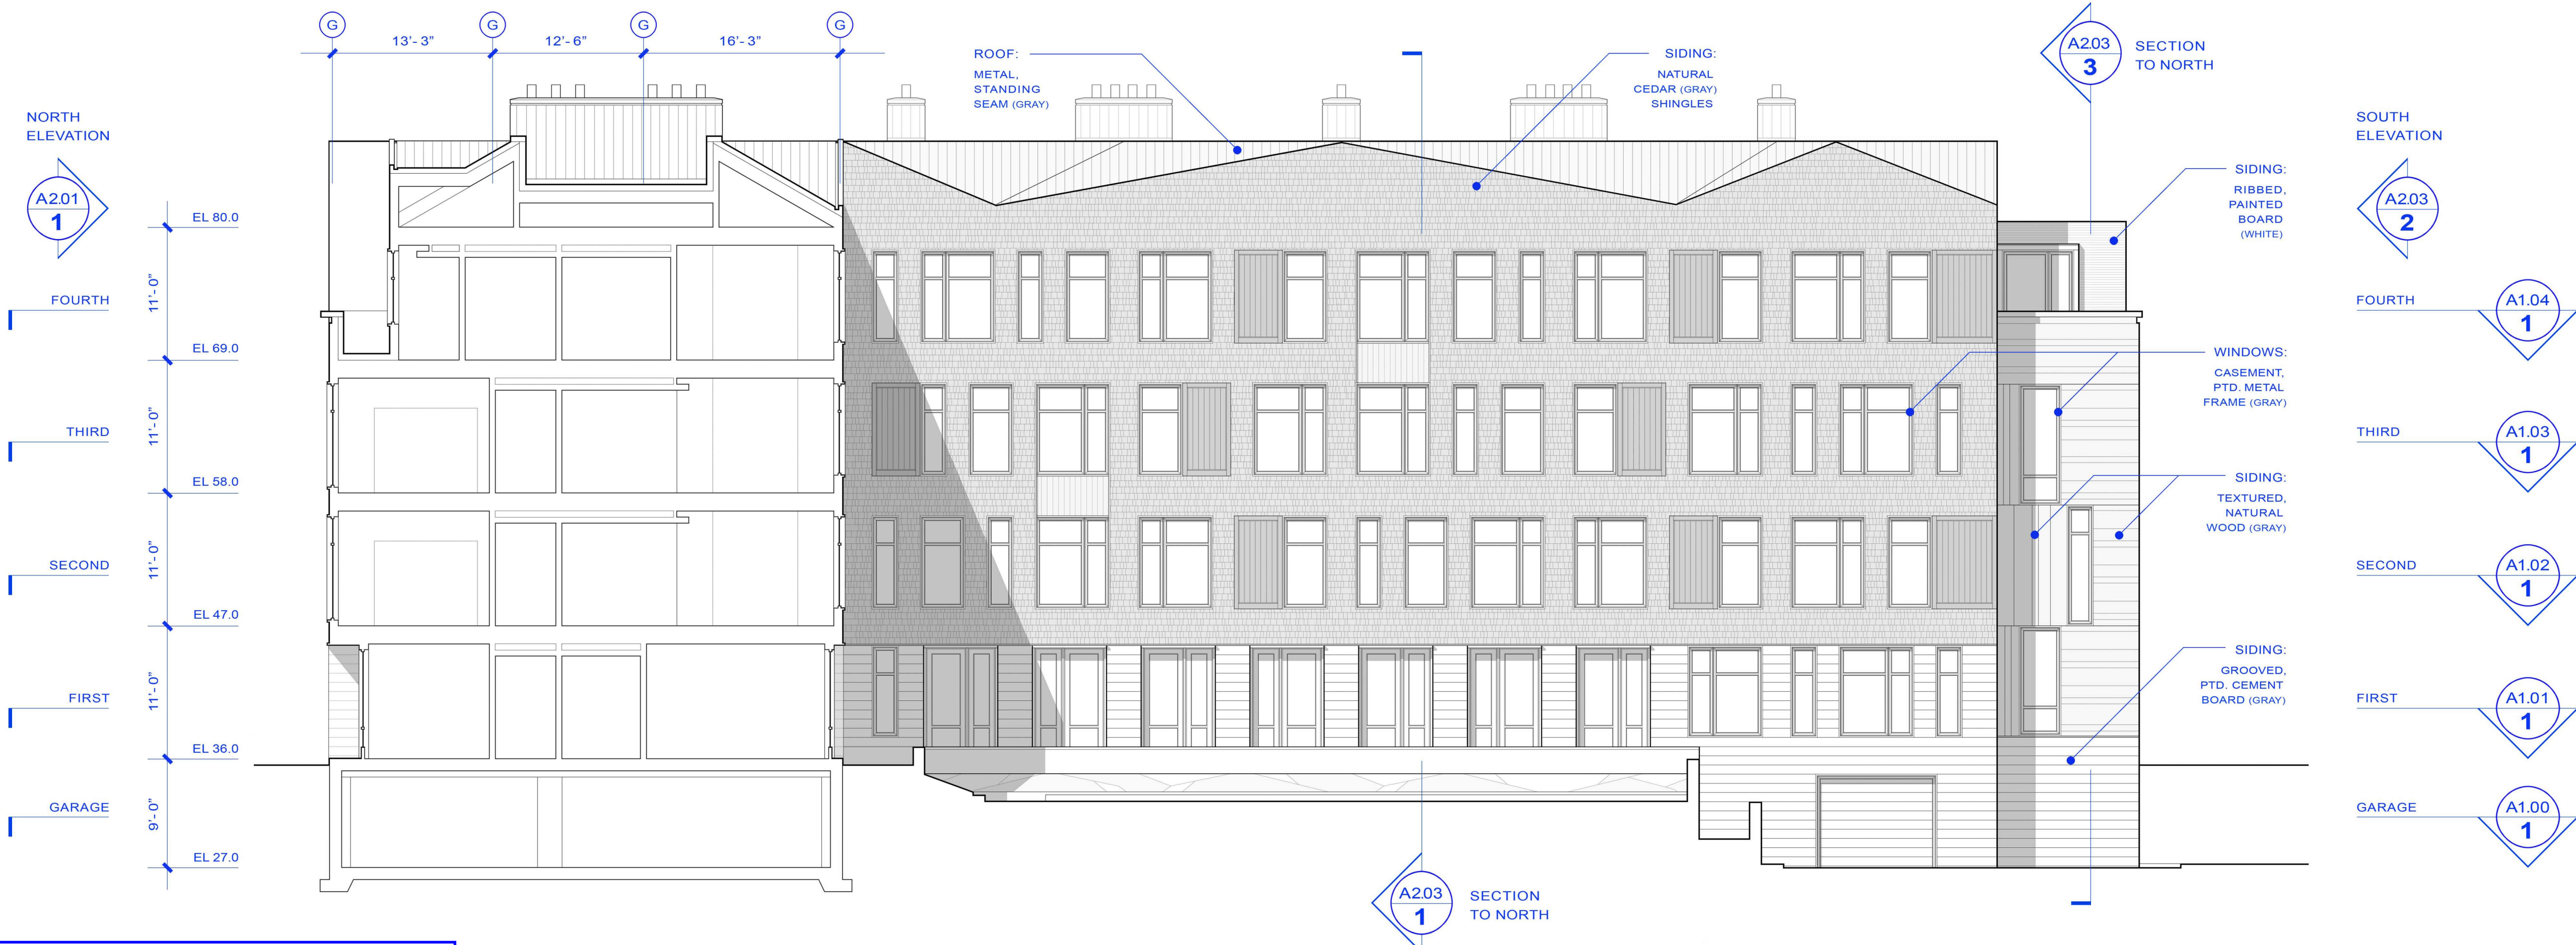 G
G
G
G
13'- 3"
12'- 6"
16'- 3"
ROOF:
METAL,
STANDING
SEAM (GRAY)
SIDING:
NATURAL
CEDAR (GRAY)
SHINGLES
A2.03
3
SECTION
TO NORTH
NORTH
ELEVATION
A2.01
1
SOUTH
ELEVATION
A2.03
2
SIDING:
RIBBED,
PAINTED
BOARD
(WHITE)
EL 80.0
11'- 0"
FOURTH
EL 69.0
11'- 0"
THIRD
EL 58.0
11'- 0"
SECOND
EL 47.0
11'- 0"
FIRST
EL 36.0
9'- 0"
GARAGE
EL 27.0
WINDOWS:
CASEMENT,
PTD. METAL
FRAME (GRAY)
SIDING:
TEXTURED,
NATURAL
WOOD (GRAY)
SIDING:
GROOVED,
PTD. CEMENT
BOARD (GRAY)
FOURTH
A1.04
1
THIRD
A1.03
1
SECOND
A1.02
1
FIRST
A1.01
1
GARAGE
A1.00
1
A2.03
1
SECTION
TO NORTH